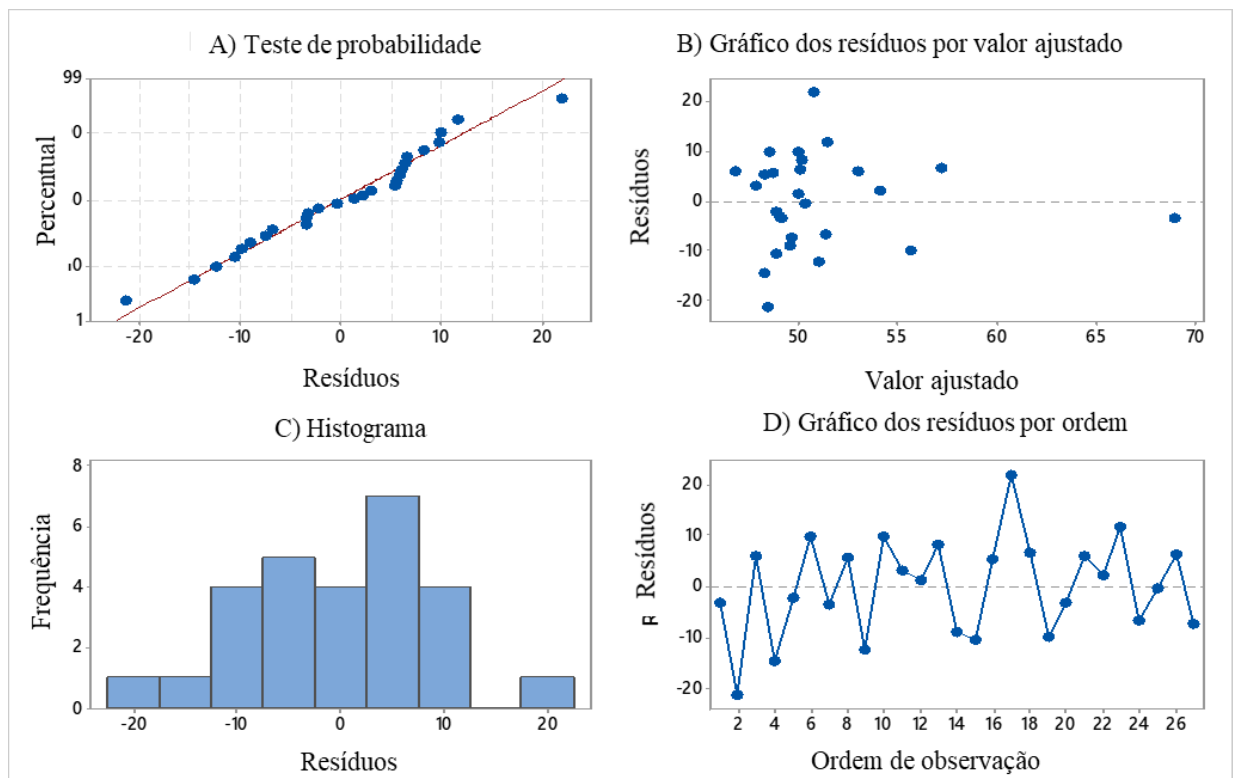 A) Teste de probabilidade
99
0
0
0
1
Percentual
-20 -10 0 10 20
Resíduos
B) Gráfico dos resíduos por valor ajustado
20
10
0
-10
-20
Resíduos
50 55 60 65 70
Valor ajustado
C) Histograma
8
6
4
2
0
Frequência
-20 -10 0 10 20
Resíduos
D) Gráfico dos resíduos por ordem
20
10
0
-10
-20
Resíduos
2 4 6 8 10 12 14 16 18 20 22 24 26
Ordem de observação